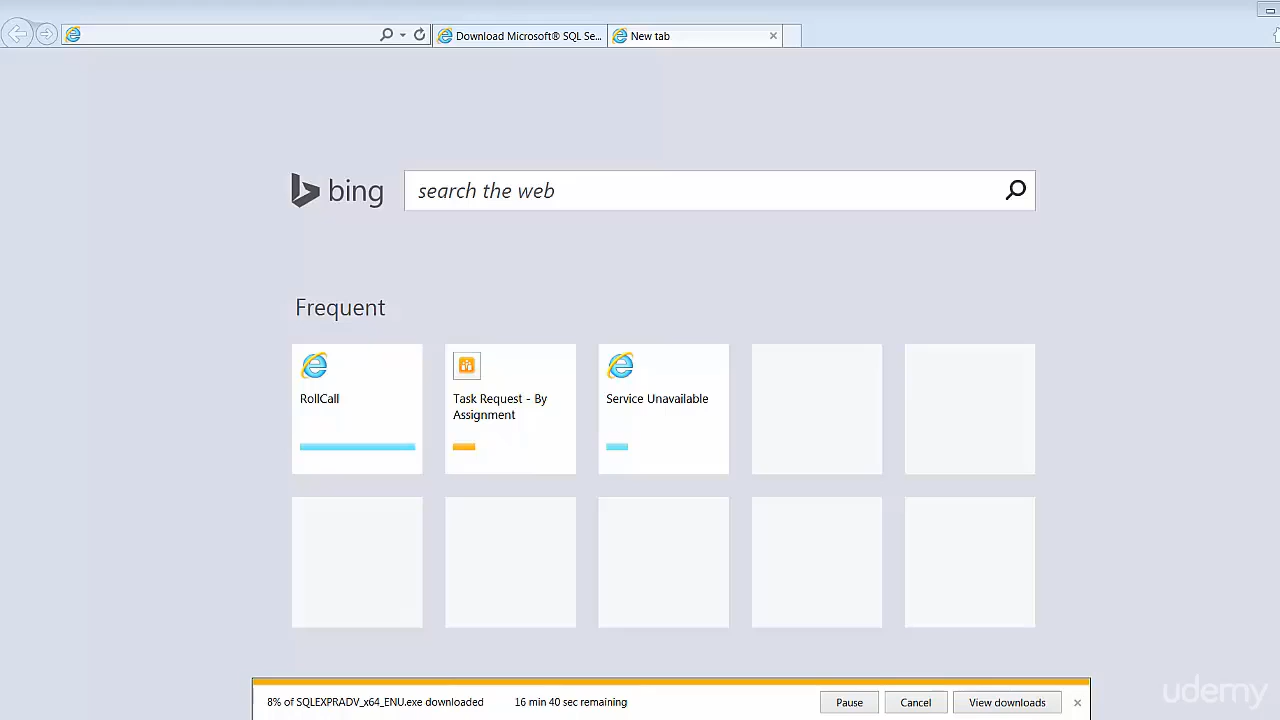 Download Microsoft® SQL Se...
New tab
bing
search the web
Frequent
RollCall
Task Request - By
Assignment
Service Unavailable
8% of SQLEXPRADV_x64_ENU.exe downloaded
16 min 40 sec remaining
Pause
Cancel
View downloads
udemy